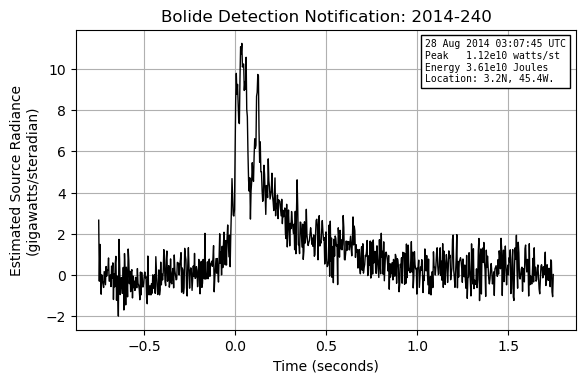 Bolide Detection Notification: 2014-240
28 Aug 2014 03:07:45 UTC
Peak   1.12e10 watts/st
Energy 3.61e10 Joules
Location: 3.2N, 45.4W.
Estimated Source Radiance
(gigawatts/steradian)
10
8
6
4
2
0
−2
−0.5
0.0
0.5
1.0
1.5
Time (seconds)